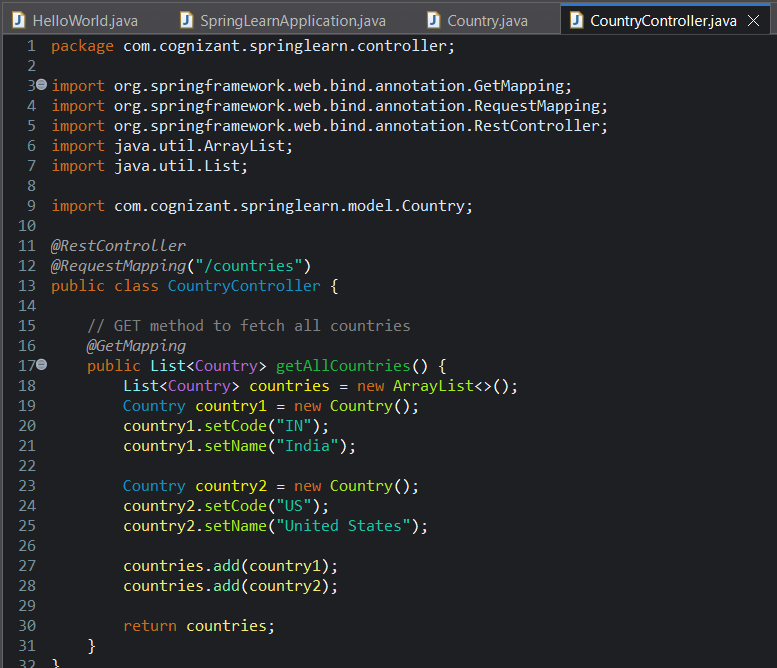 HelloWorld.java SpringLearnApplication.java Country.java CountryController.java
1 package com.cognizant.springlearn.controller;
2
3 import org.springframework.web.bind.annotation.GetMapping;
4 import org.springframework.web.bind.annotation.RequestMapping;
5 import org.springframework.web.bind.annotation.RestController;
6 import java.util.ArrayList;
7 import java.util.List;
8
9 import com.cognizant.springlearn.model.Country;
10
11 @RestController
12 @RequestMapping("/countries")
13 public class CountryController {
14
15     // GET method to fetch all countries
16     @GetMapping
17     public List<Country> getAllCountries() {
18         List<Country> countries = new ArrayList<>();
19         Country country1 = new Country();
20         country1.setCode("IN");
21         country1.setName("India");
22
23         Country country2 = new Country();
24         country2.setCode("US");
25         country2.setName("United States");
26
27         countries.add(country1);
28         countries.add(country2);
29
30         return countries;
31     }
32 }